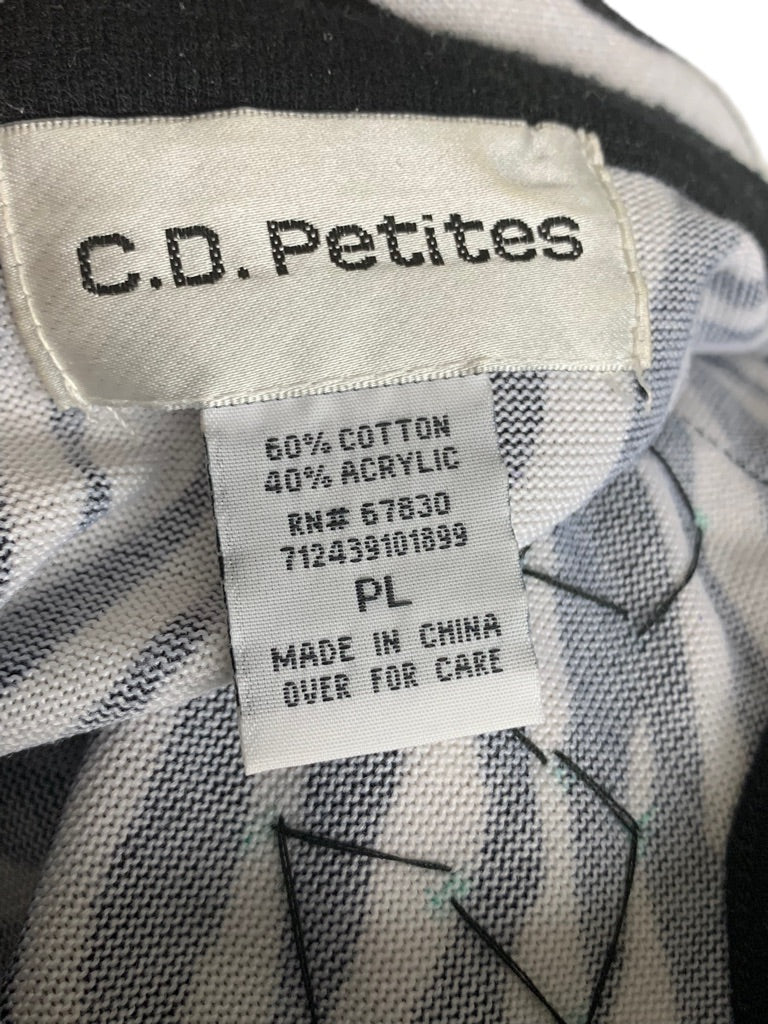 C.D. Petites
60% COTTON
40% ACRYLIC
RN# 67830
712439101899
PL
MADE IN CHINA
OVER FOR CARE